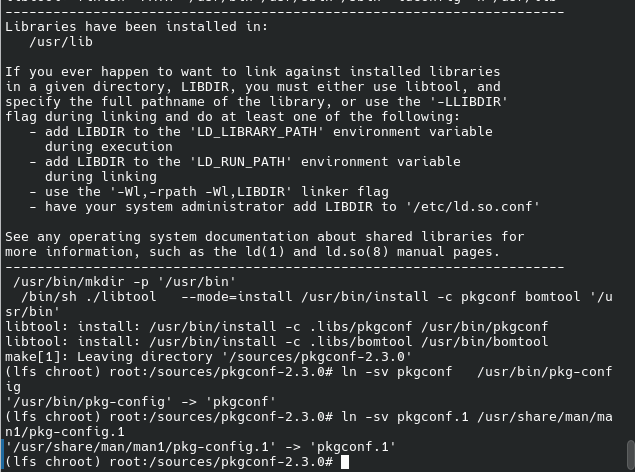 ----------------------------------------------------------------------
Libraries have been installed in:
   /usr/lib

If you ever happen to want to link against installed libraries
in a given directory, LIBDIR, you must either use libtool, and
specify the full pathname of the library, or use the '-LLIBDIR'
flag during linking and do at least one of the following:
   - add LIBDIR to the 'LD_LIBRARY_PATH' environment variable
     during execution
   - add LIBDIR to the 'LD_RUN_PATH' environment variable
     during linking
   - use the '-Wl,-rpath -Wl,LIBDIR' linker flag
   - have your system administrator add LIBDIR to '/etc/ld.so.conf'

See any operating system documentation about shared libraries for
more information, such as the ld(1) and ld.so(8) manual pages.
----------------------------------------------------------------------
 /usr/bin/mkdir -p '/usr/bin'
  /bin/sh ./libtool   --mode=install /usr/bin/install -c pkgconf bomtool '/u
sr/bin'
libtool: install: /usr/bin/install -c .libs/pkgconf /usr/bin/pkgconf
libtool: install: /usr/bin/install -c .libs/bomtool /usr/bin/bomtool
make[1]: Leaving directory '/sources/pkgconf-2.3.0'
(lfs chroot) root:/sources/pkgconf-2.3.0# ln -sv pkgconf   /usr/bin/pkg-conf
ig
'/usr/bin/pkg-config' -> 'pkgconf'
(lfs chroot) root:/sources/pkgconf-2.3.0# ln -sv pkgconf.1 /usr/share/man/ma
n1/pkg-config.1
'/usr/share/man/man1/pkg-config.1' -> 'pkgconf.1'
(lfs chroot) root:/sources/pkgconf-2.3.0#